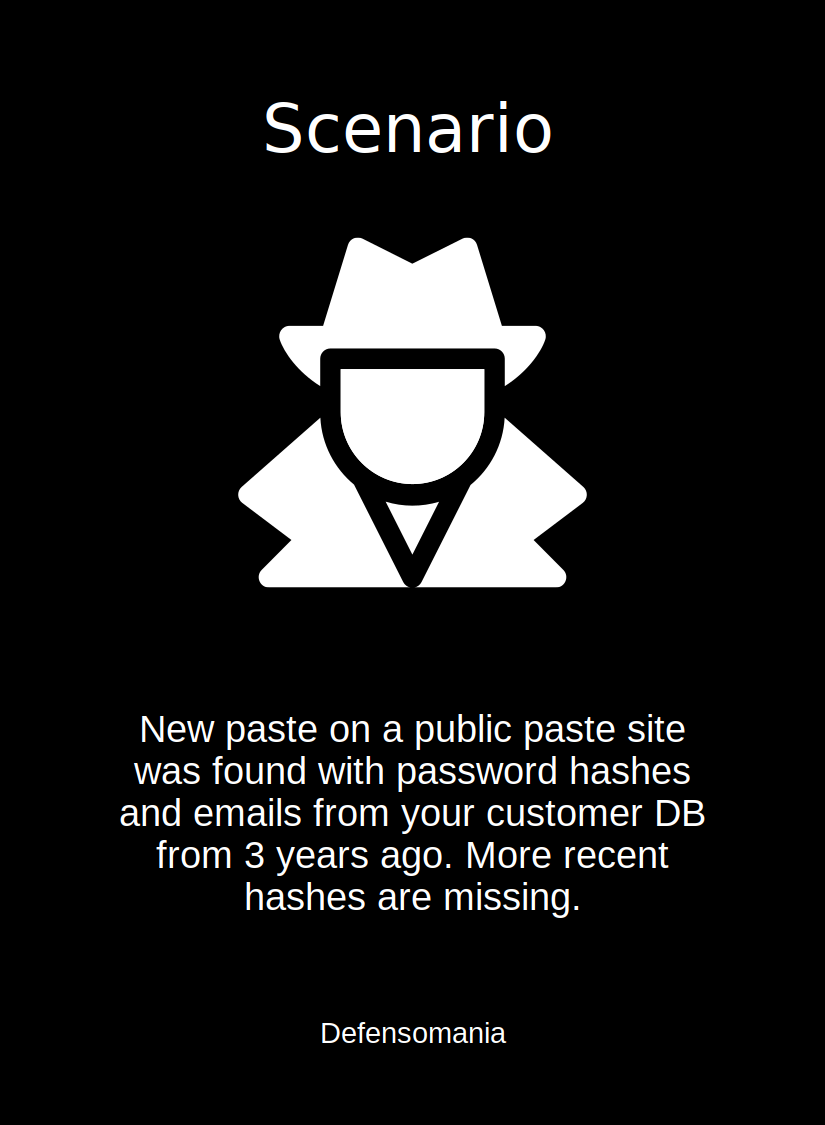 Scenario
New paste on a public paste site
was found with password hashes
and emails from your customer DB
from 3 years ago. More recent
hashes are missing.
Defensomania